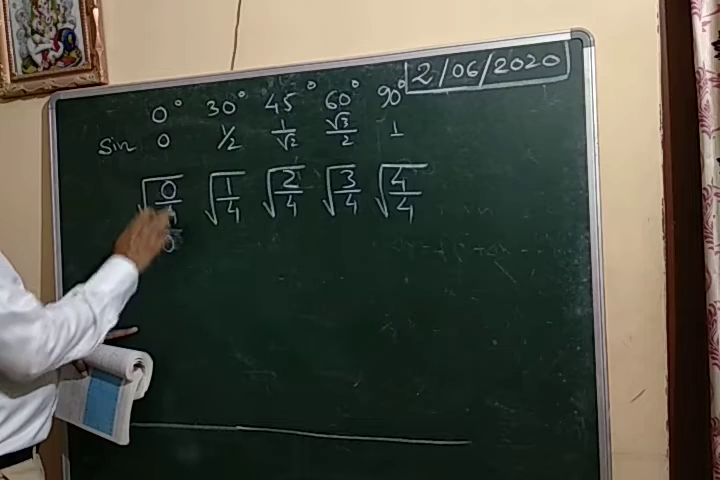 2/06/2020
0° 30° 45° 60° 90°
Sin 0 1/2 1/√2 √3/2 1
√0/4 √1/4 √2/4 √3/4 √4/4
0